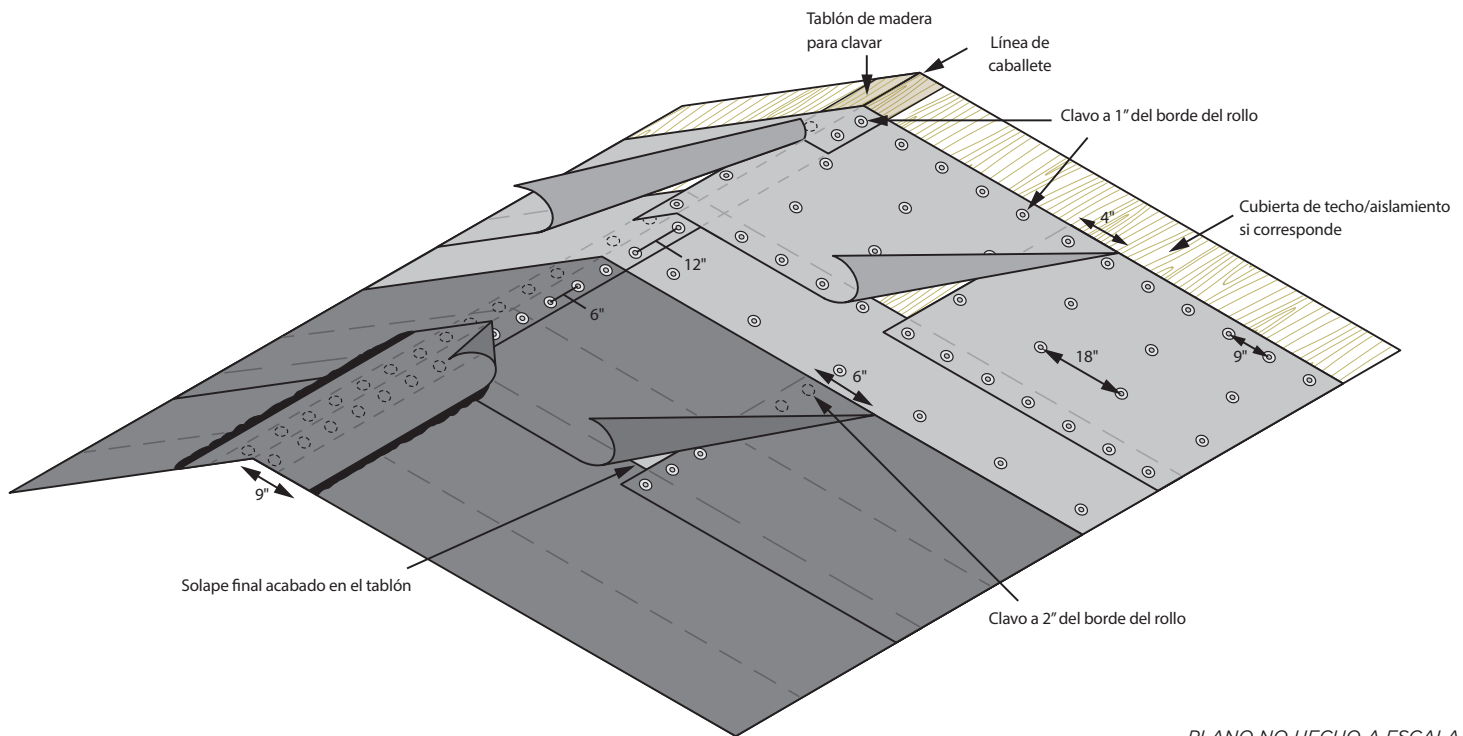 Tablón de madera
para clavar
Línea de
caballete
Clavo a 1” del borde del rollo
4"
Cubierta de techo/aislamiento
si corresponde
12"
6"
18"
9"
6"
9"
Solape final acabado en el tablón
Clavo a 2” del borde del rollo
PLANO NO HECHO A ESCALA